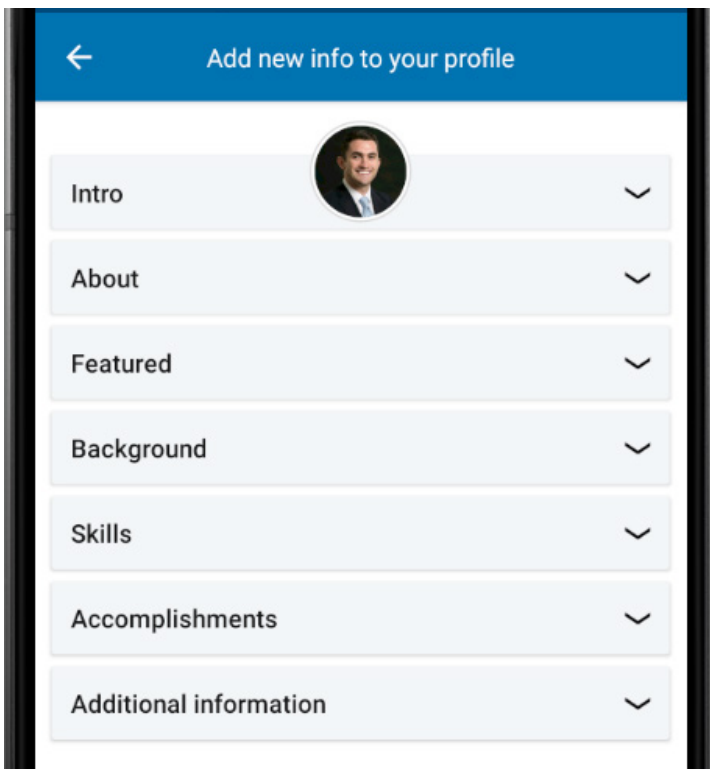 Add new info to your profile
Intro
About
Featured
Background
Skills
Accomplishments
Additional information